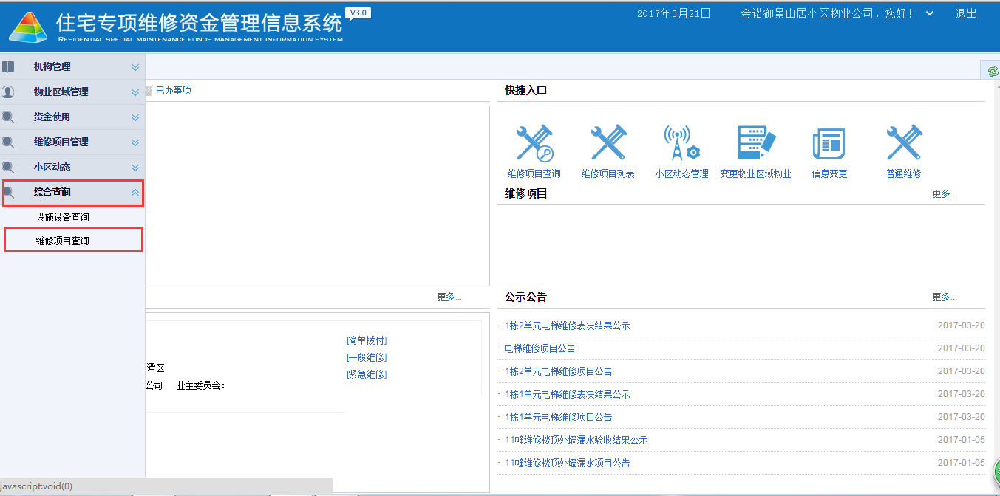 住宅专项维修资金管理信息系统 V3.0
RESIDENTIAL SPECIAL MAINTENANCE FUNDS MANAGEMENT INFORMATION SYSTEM
2017年3月21日 金诺御景山居小区物业公司，您好！ 退出
机构管理
物业区域管理
资金使用
维修项目管理
小区动态
综合查询
设施设备查询
维修项目查询
已办事项
更多...
[简单拨付]
[一般维修]
[紧急维修]
潭区
公司 业主委员会：
快捷入口
维修项目查询 维修项目列表 小区动态管理 变更物业区域物业 信息变更 普通维修
维修项目 更多...
公示公告 更多...
· 1栋2单元电梯维修表决结果公示 2017-03-20
· 电梯维修项目公告 2017-03-20
· 1栋2单元电梯维修项目公告 2017-03-20
· 1栋1单元电梯维修表决结果公示 2017-03-20
· 1栋1单元电梯维修项目公告 2017-03-20
· 11幢维修楼顶外墙漏水验收结果公示 2017-01-05
· 11幢维修楼顶外墙漏水项目公告 2017-01-05
javascript:void(0)